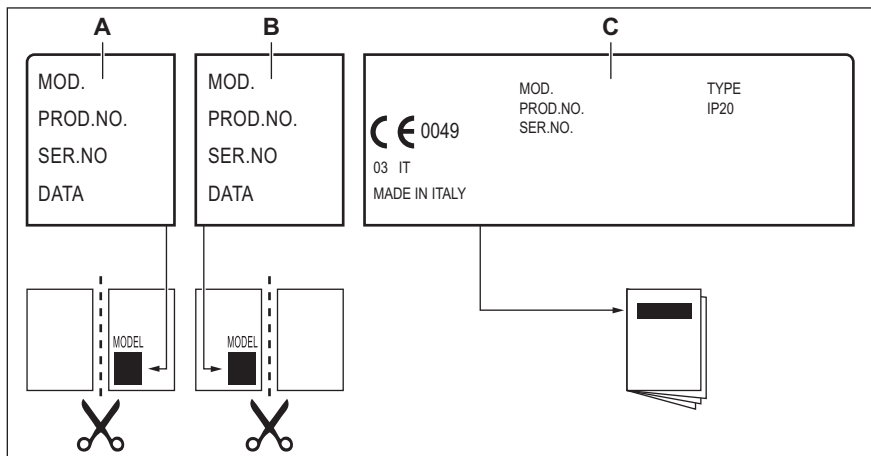 A
B
C
MOD.
PROD.NO.
SER.NO
DATA
MOD.
PROD.NO.
SER.NO
DATA
MOD.
PROD.NO.
SER.NO.
TYPE
IP20
CE 0049
03 IT
MADE IN ITALY
MODEL
MODEL